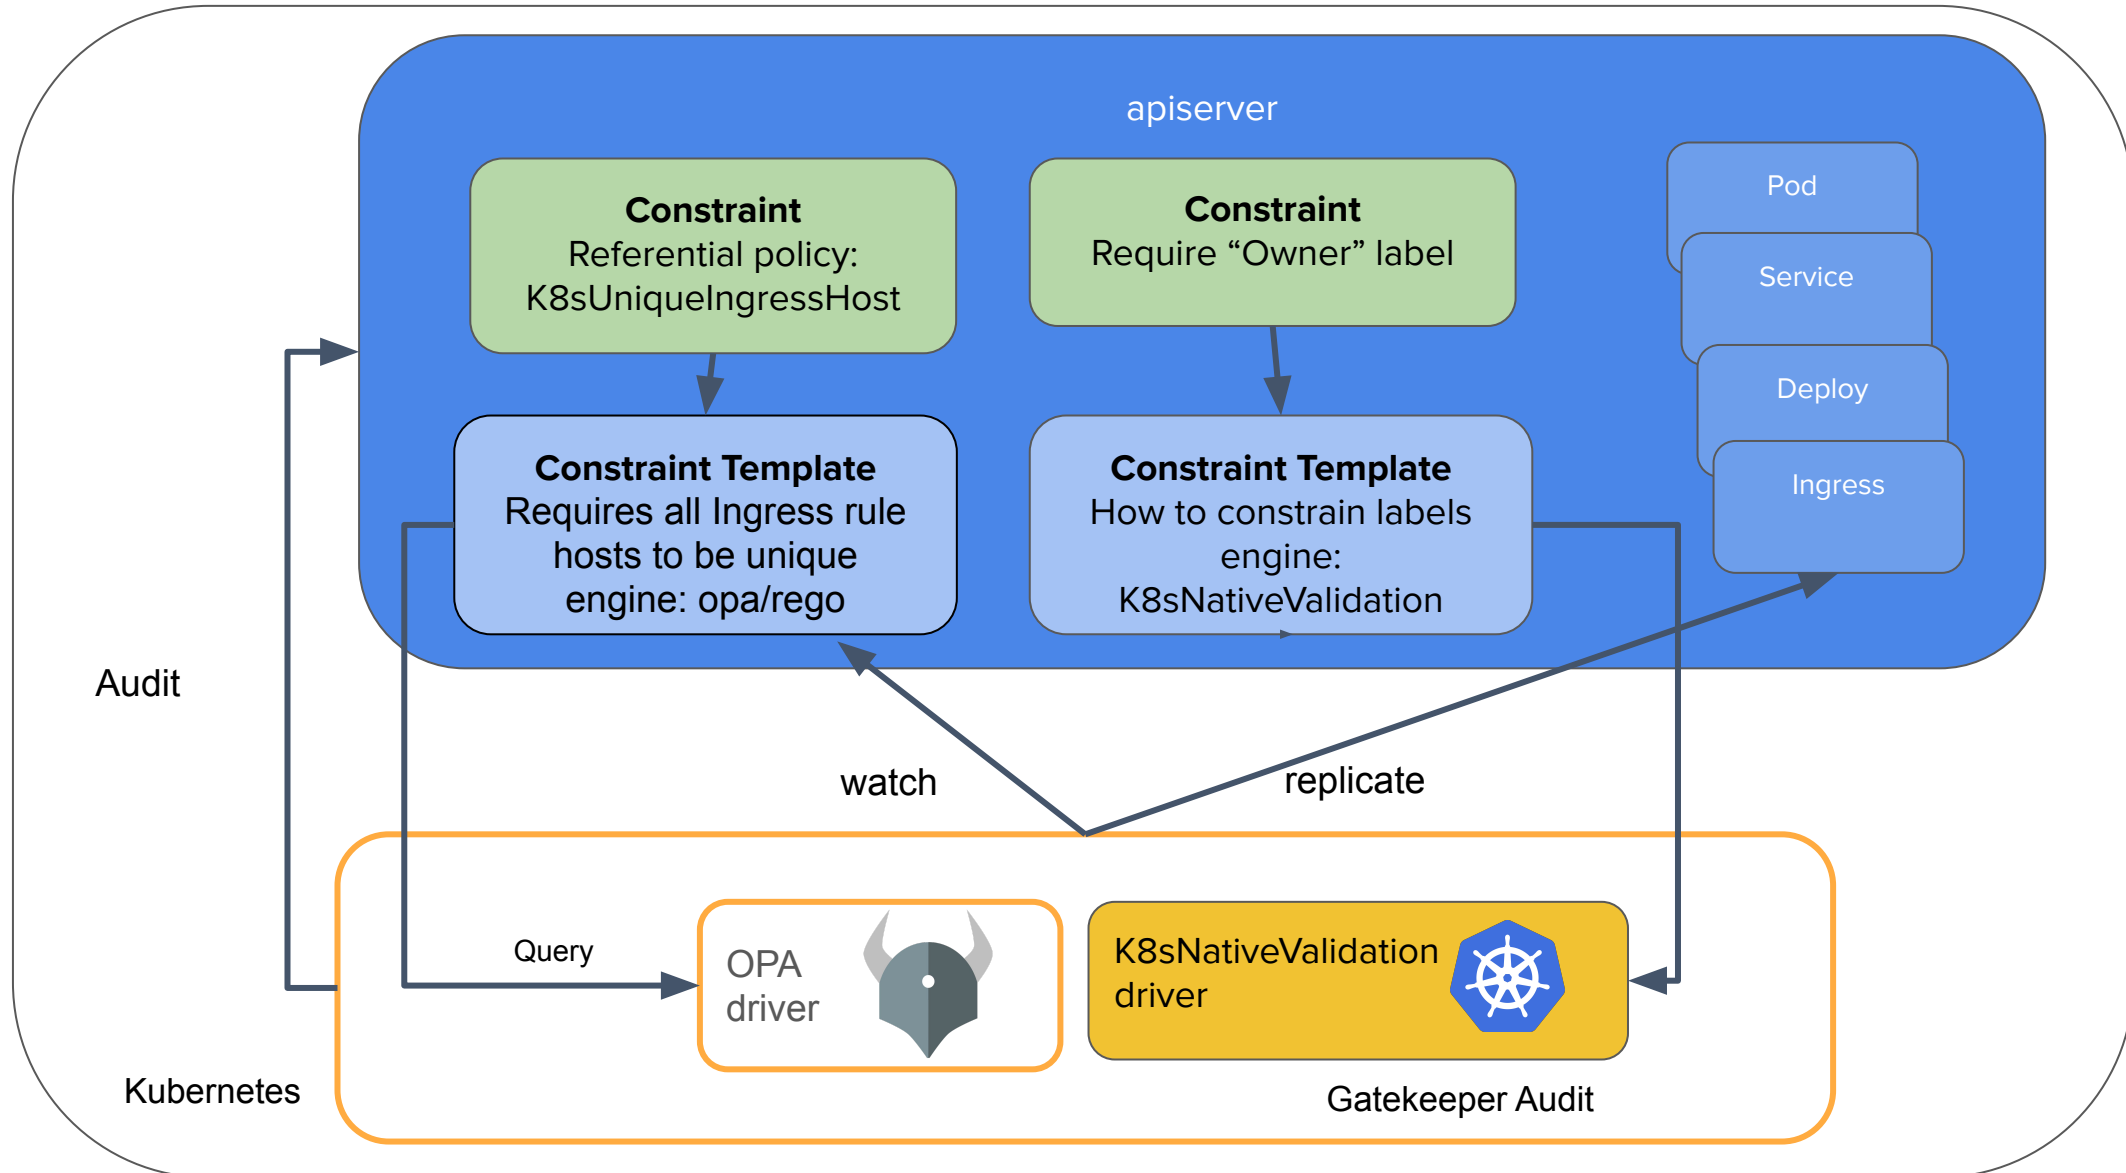 apiserver
Constraint
Referential policy:
K8sUniqueIngressHost
Constraint
Require “Owner” label
Pod
Service
Deploy
Ingress
Constraint Template
Requires all Ingress rule
hosts to be unique
engine: opa/rego
Constraint Template
How to constrain labels
engine:
K8sNativeValidation
Audit
watch
replicate
Query
OPA
driver
K8sNativeValidation
driver
Kubernetes
Gatekeeper Audit